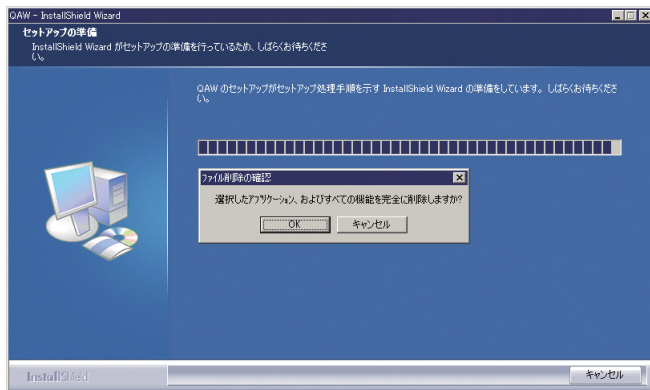 QAW - InstallShield Wizard
セットアップの準備
InstallShield Wizard がセットアップの準備を行っているため、しばらくお待ちくださ
い。
QAW のセットアップがセットアップ処理手順を示す InstallShield Wizard の準備をしています。しばらくお待ちくださ
い。
ファイル削除の確認
選択したアプリケーション、およびすべての機能を完全に削除しますか?
OK キャンセル
InstallShield
キャンセル